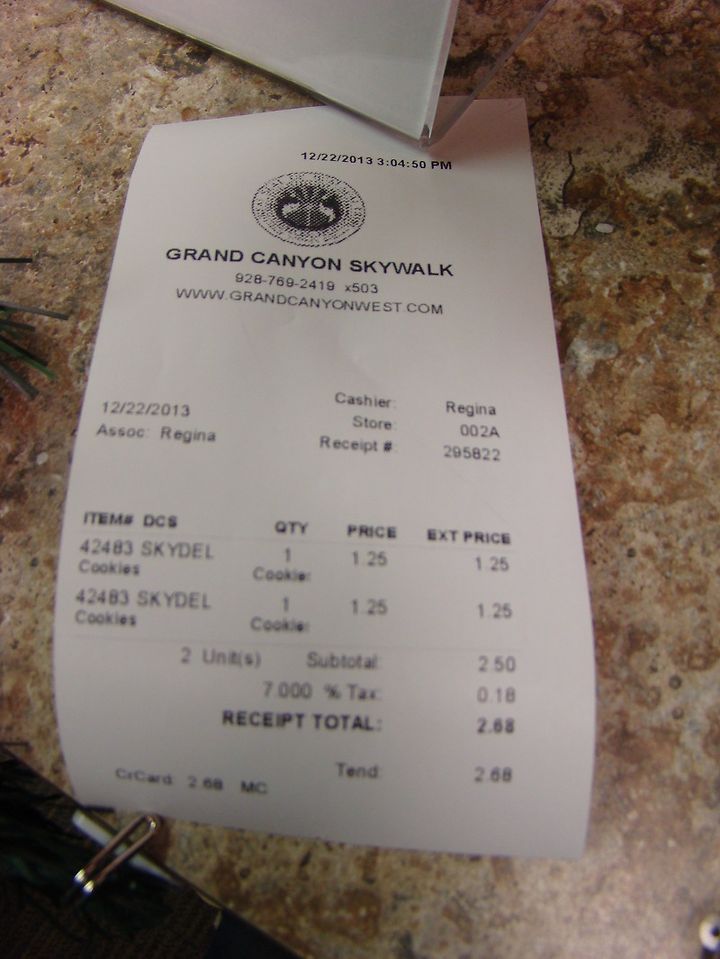 12/22/2013 3:04:50 PM
GRAND CANYON SKYWALK
928-769-2419 x503
WWW.GRANDCANYONWEST.COM
12/22/2013 Cashier: Regina
Assoc: Regina Store: 002A
Receipt #: 295822
ITEM# DCS QTY PRICE EXT PRICE
42483 SKYDEL 1 1.25 1.25
Cookies Cookie:
42483 SKYDEL 1 1.25 1.25
Cookies Cookie:
2 Unit(s) Subtotal: 2.50
7.000 % Tax: 0.18
RECEIPT TOTAL: 2.68
Tend: 2.68
CrCard: 2.68 MC